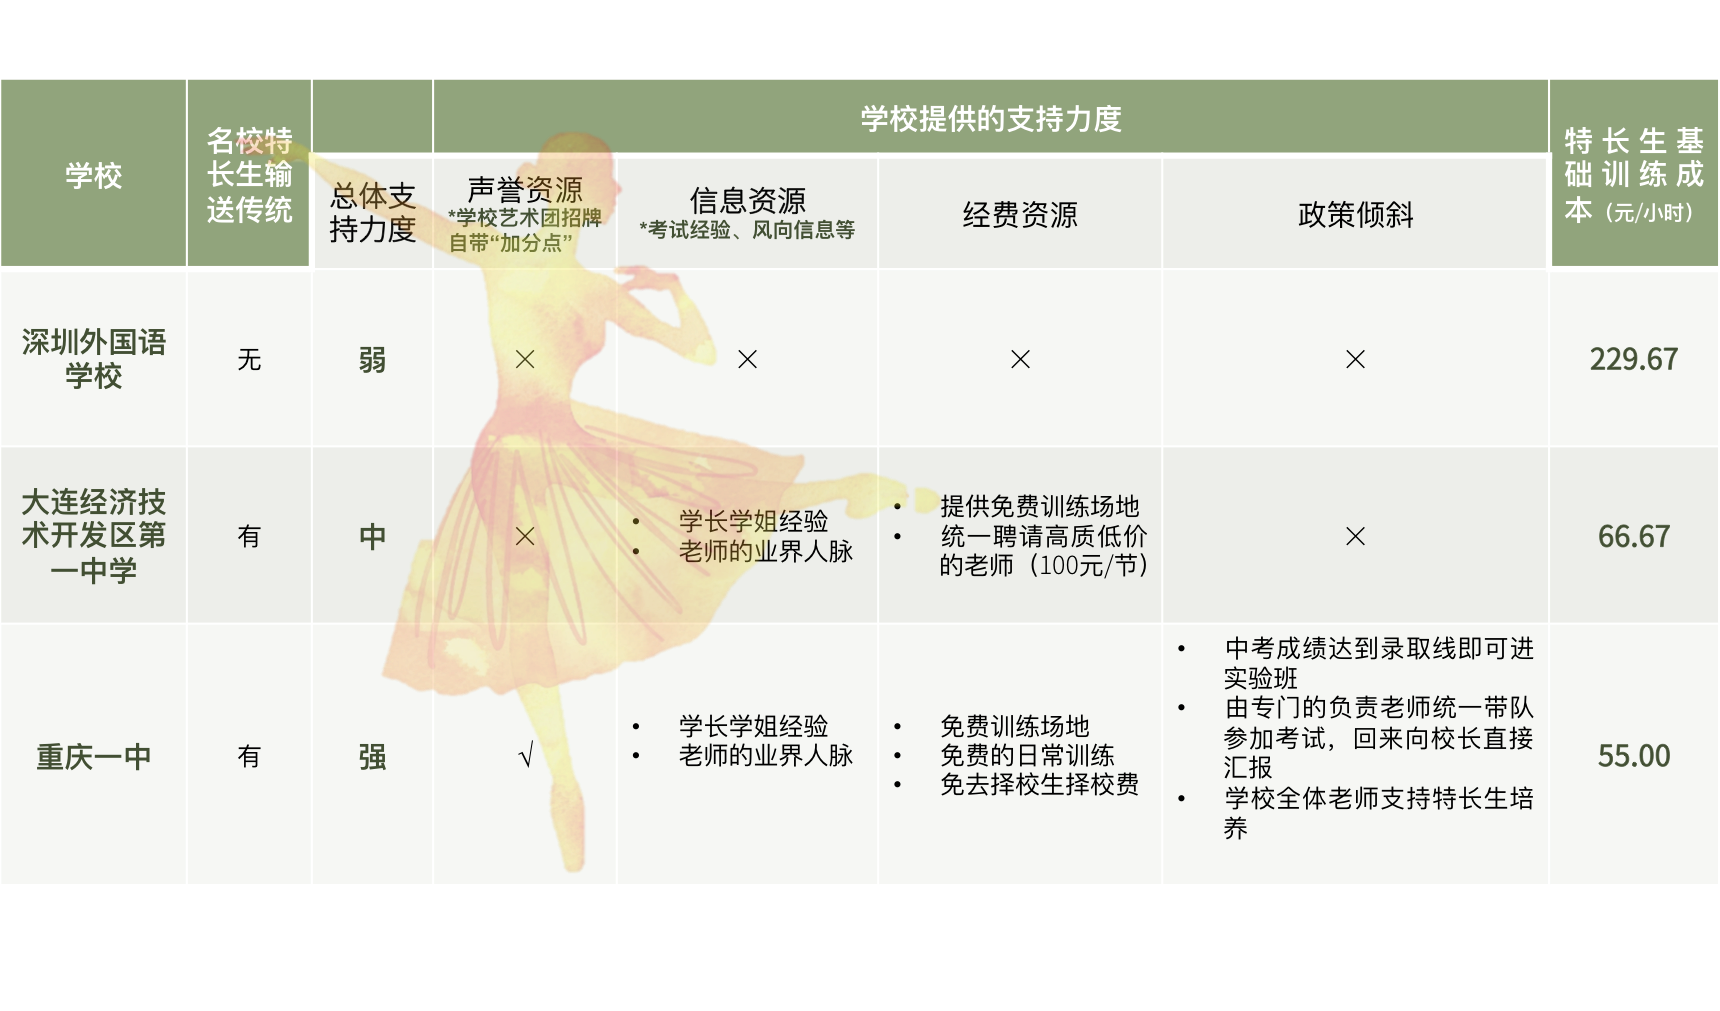 学校
名校特
长生输
送传统
学校提供的支持力度
特长生基
础训练成
本（元/小时）
总体支
持力度
声誉资源
*学校艺术团招牌
自带“加分点”
信息资源
*考试经验、风向信息等
经费资源
政策倾斜
深圳外国语
学校
无
弱
×
×
×
×
229.67
大连经济技
术开发区第
一中学
有
中
×
• 学长学姐经验
• 老师的业界人脉
• 提供免费训练场地
• 统一聘请高质低价
的老师（100元/节）
×
66.67
重庆一中
有
强
√
• 学长学姐经验
• 老师的业界人脉
• 免费训练场地
• 免费的日常训练
• 免去择校生择校费
• 中考成绩达到录取线即可进
实验班
• 由专门的负责老师统一带队
参加考试，回来向校长直接
汇报
• 学校全体老师支持特长生培
养
55.00